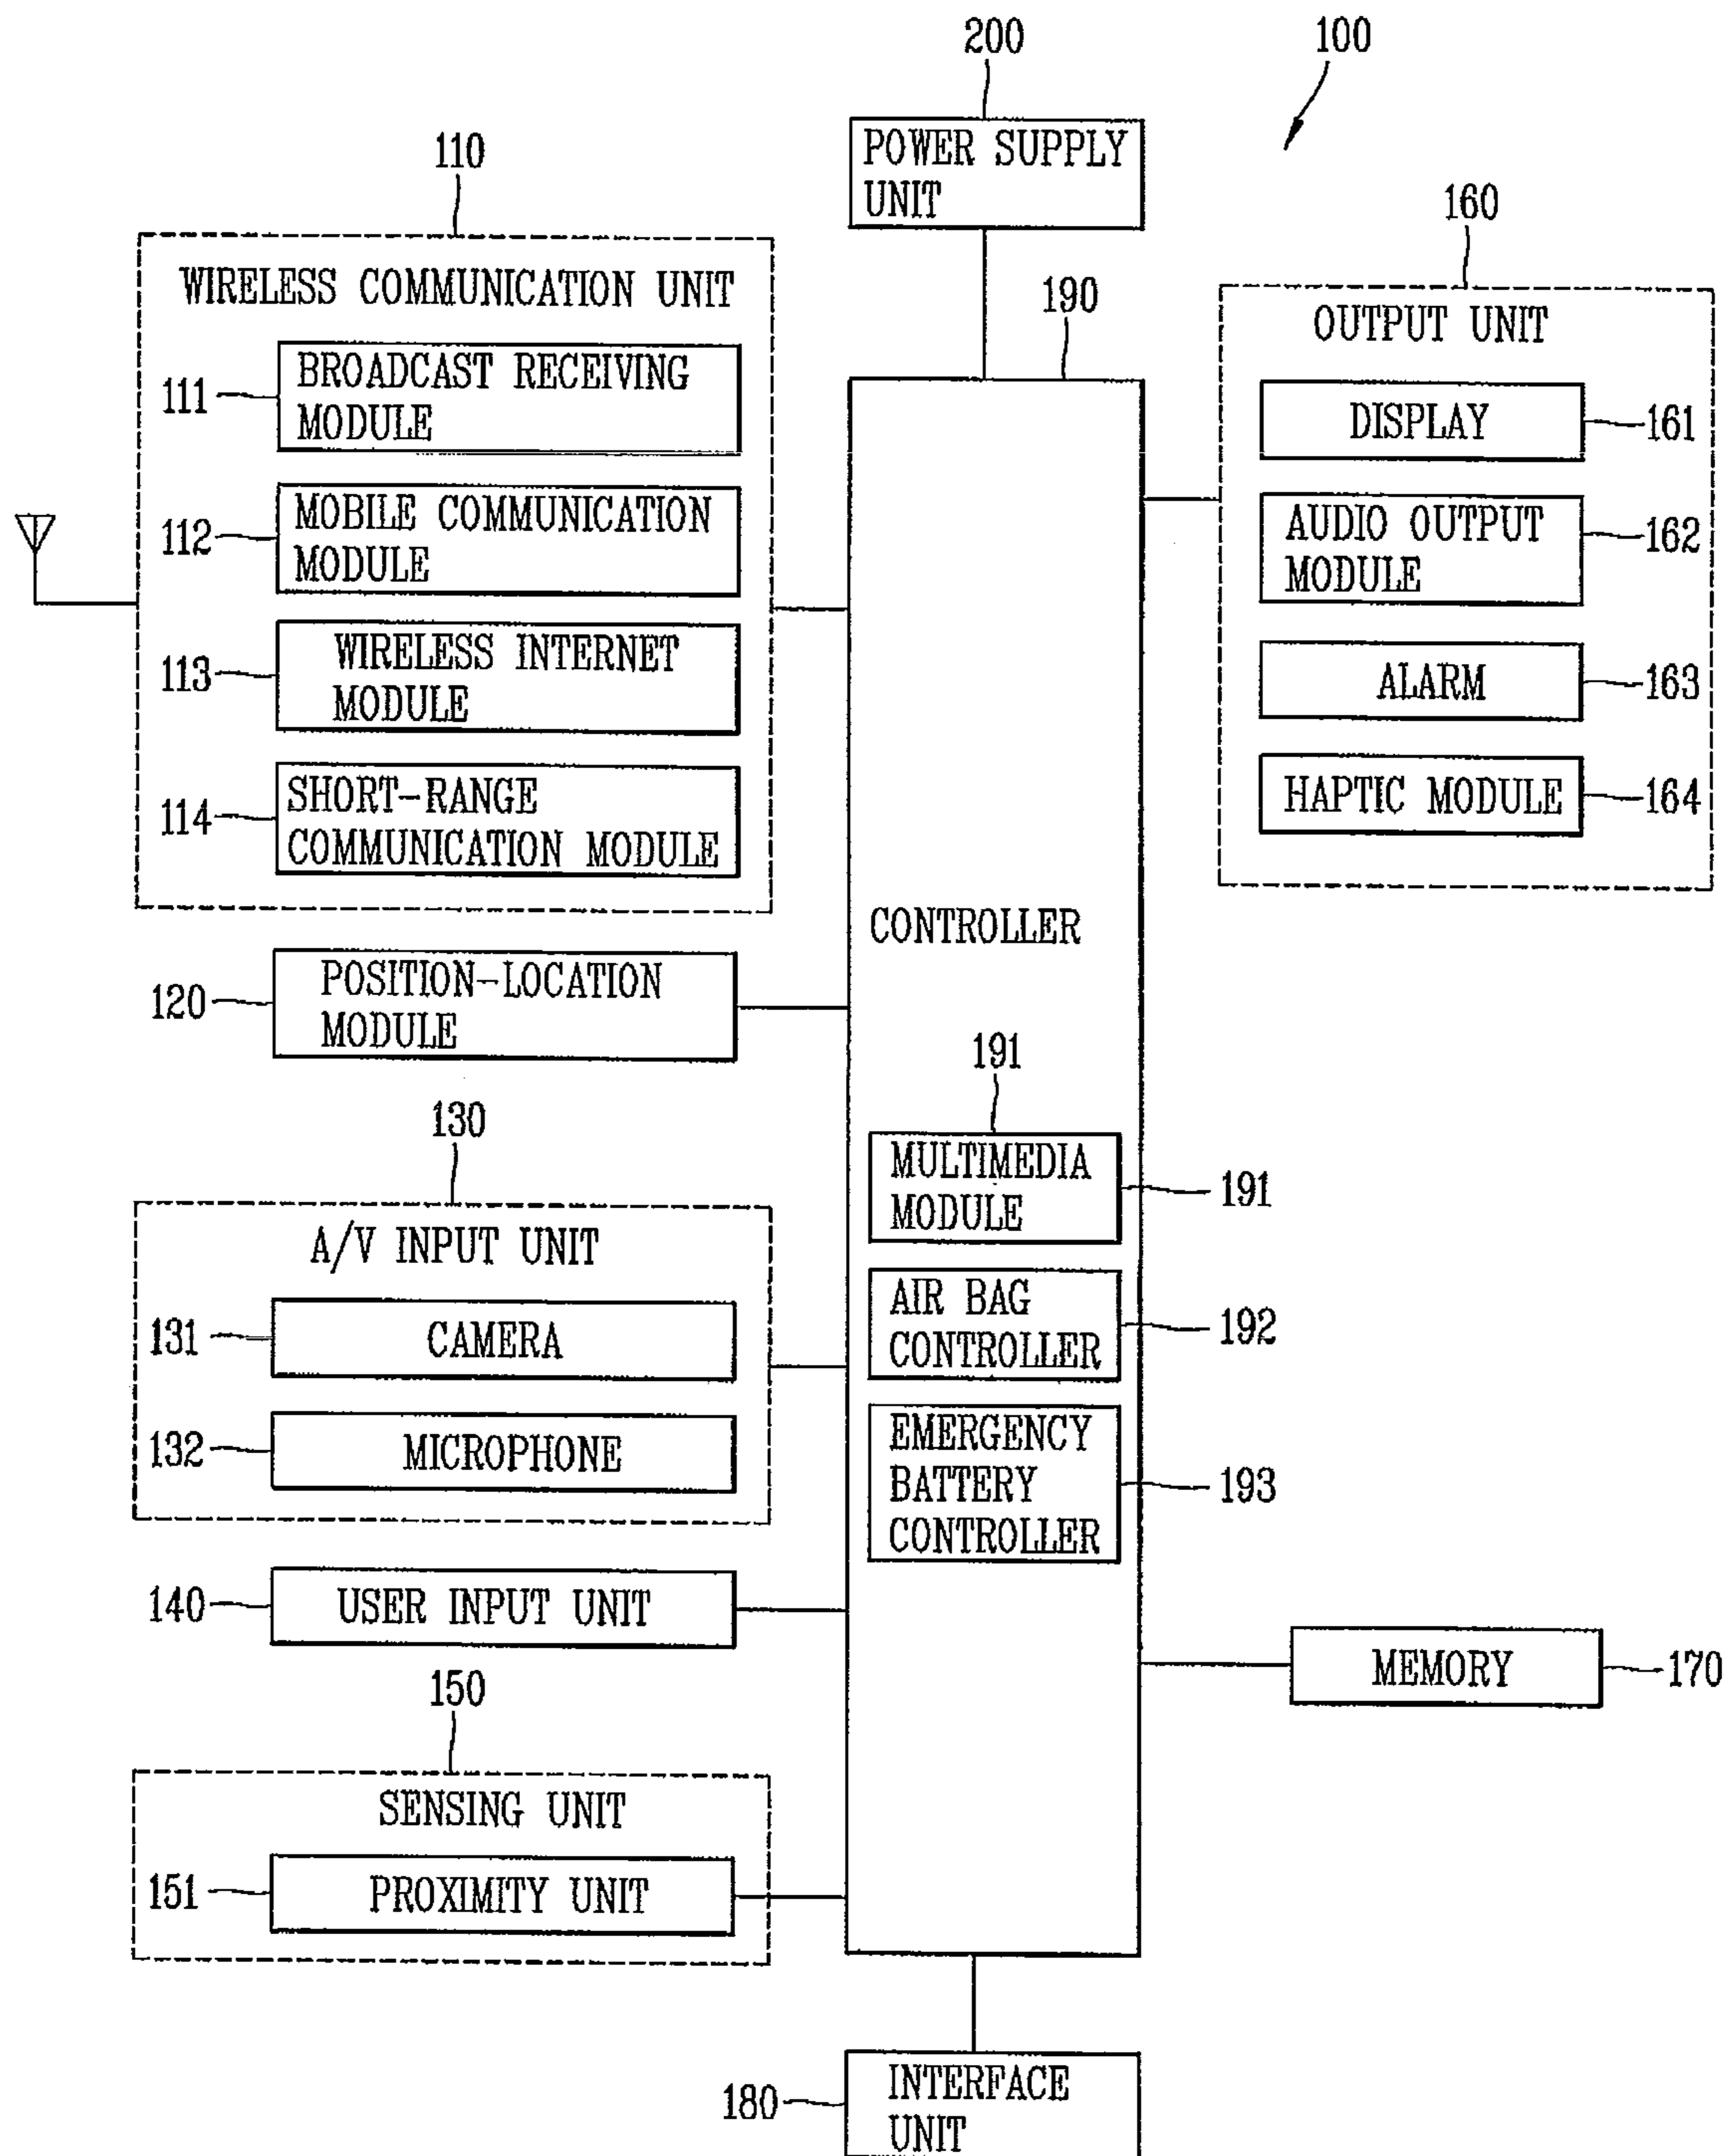 200
100
POWER SUPPLY
UNIT
110
WIRELESS COMMUNICATION UNIT
111
BROADCAST RECEIVING
MODULE
112
MOBILE COMMUNICATION
MODULE
113
WIRELESS INTERNET
MODULE
114
SHORT-RANGE
COMMUNICATION MODULE
120
POSITION-LOCATION
MODULE
130
A/V INPUT UNIT
131
CAMERA
132
MICROPHONE
140
USER INPUT UNIT
150
SENSING UNIT
151
PROXIMITY UNIT
190
CONTROLLER
191
MULTIMEDIA
MODULE
191
AIR BAG
CONTROLLER
192
EMERGENCY
BATTERY
CONTROLLER
193
160
OUTPUT UNIT
DISPLAY
161
AUDIO OUTPUT
MODULE
162
ALARM
163
HAPTIC MODULE
164
MEMORY
170
180
INTERFACE
UNIT